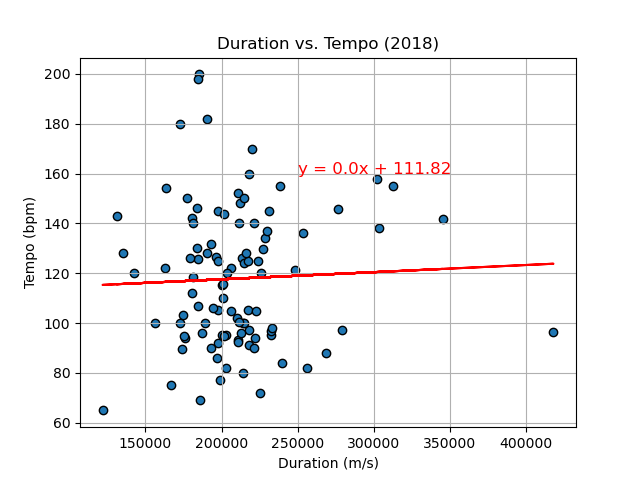 Duration vs. Tempo (2018)
200
180
160
140
120
100
80
60
Tempo (bpm)
y = 0.0x + 111.82
150000 200000 250000 300000 350000 400000
Duration (m/s)